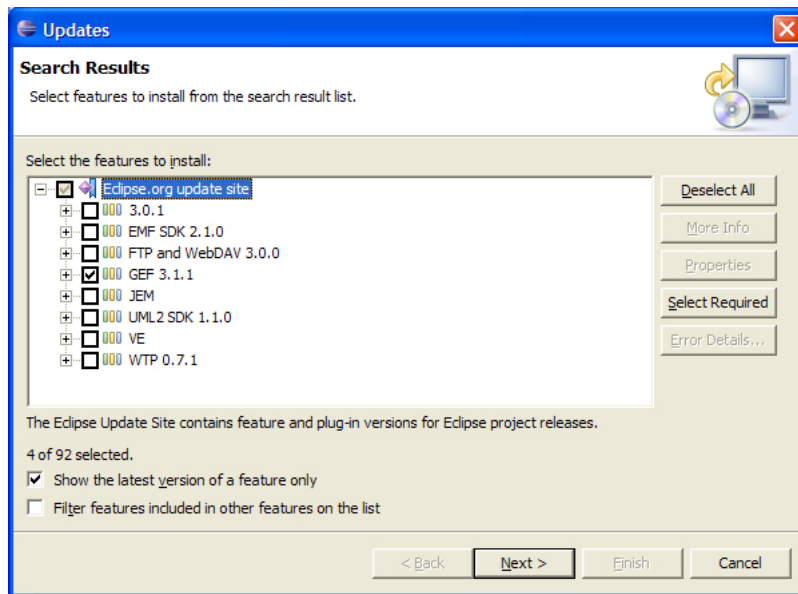 Updates
Search Results
Select features to install from the search result list.
Select the features to install:
Eclipse.org update site
3.0.1
EMF SDK 2.1.0
FTP and WebDAV 3.0.0
GEF 3.1.1
JEM
UML2 SDK 1.1.0
VE
WTP 0.7.1
Deselect All
More Info
Properties
Select Required
Error Details...
The Eclipse Update Site contains feature and plug-in versions for Eclipse project releases.
4 of 92 selected.
Show the latest version of a feature only
Filter features included in other features on the list
< Back Next > Finish Cancel